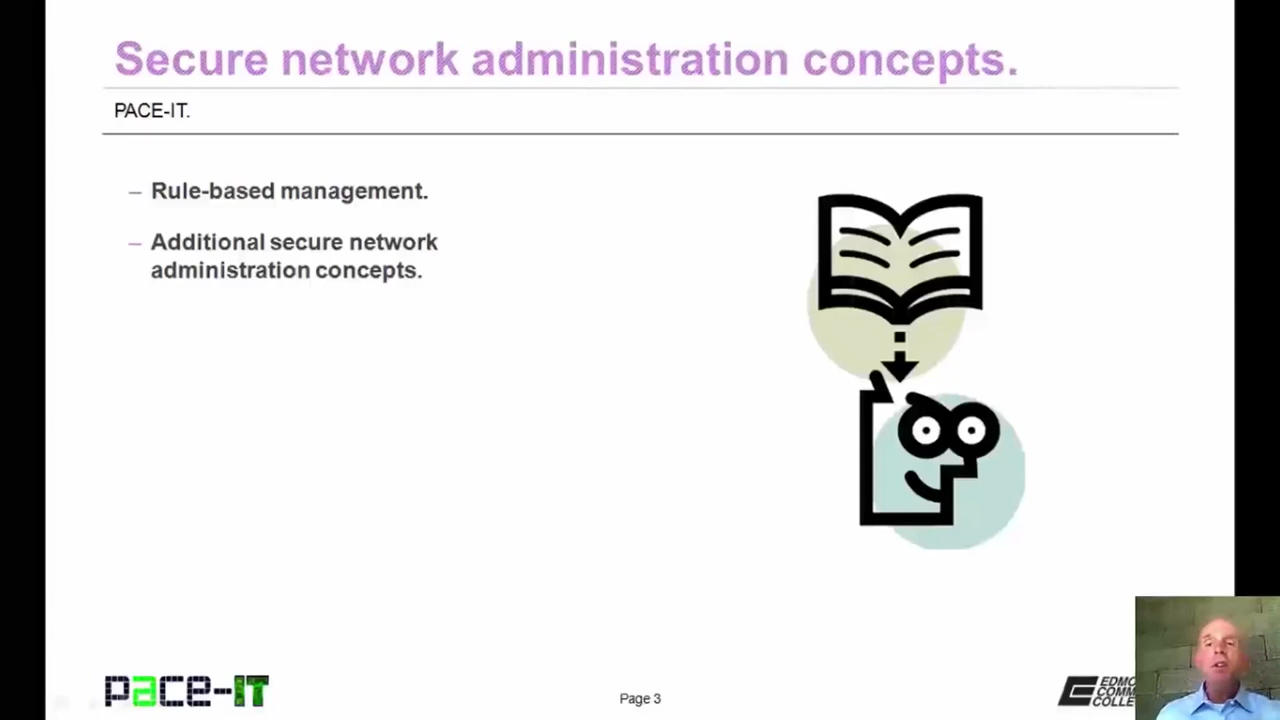 Secure network administration concepts.
PACE-IT.
– Rule-based management.
– Additional secure network
administration concepts.
pace-IT
Page 3